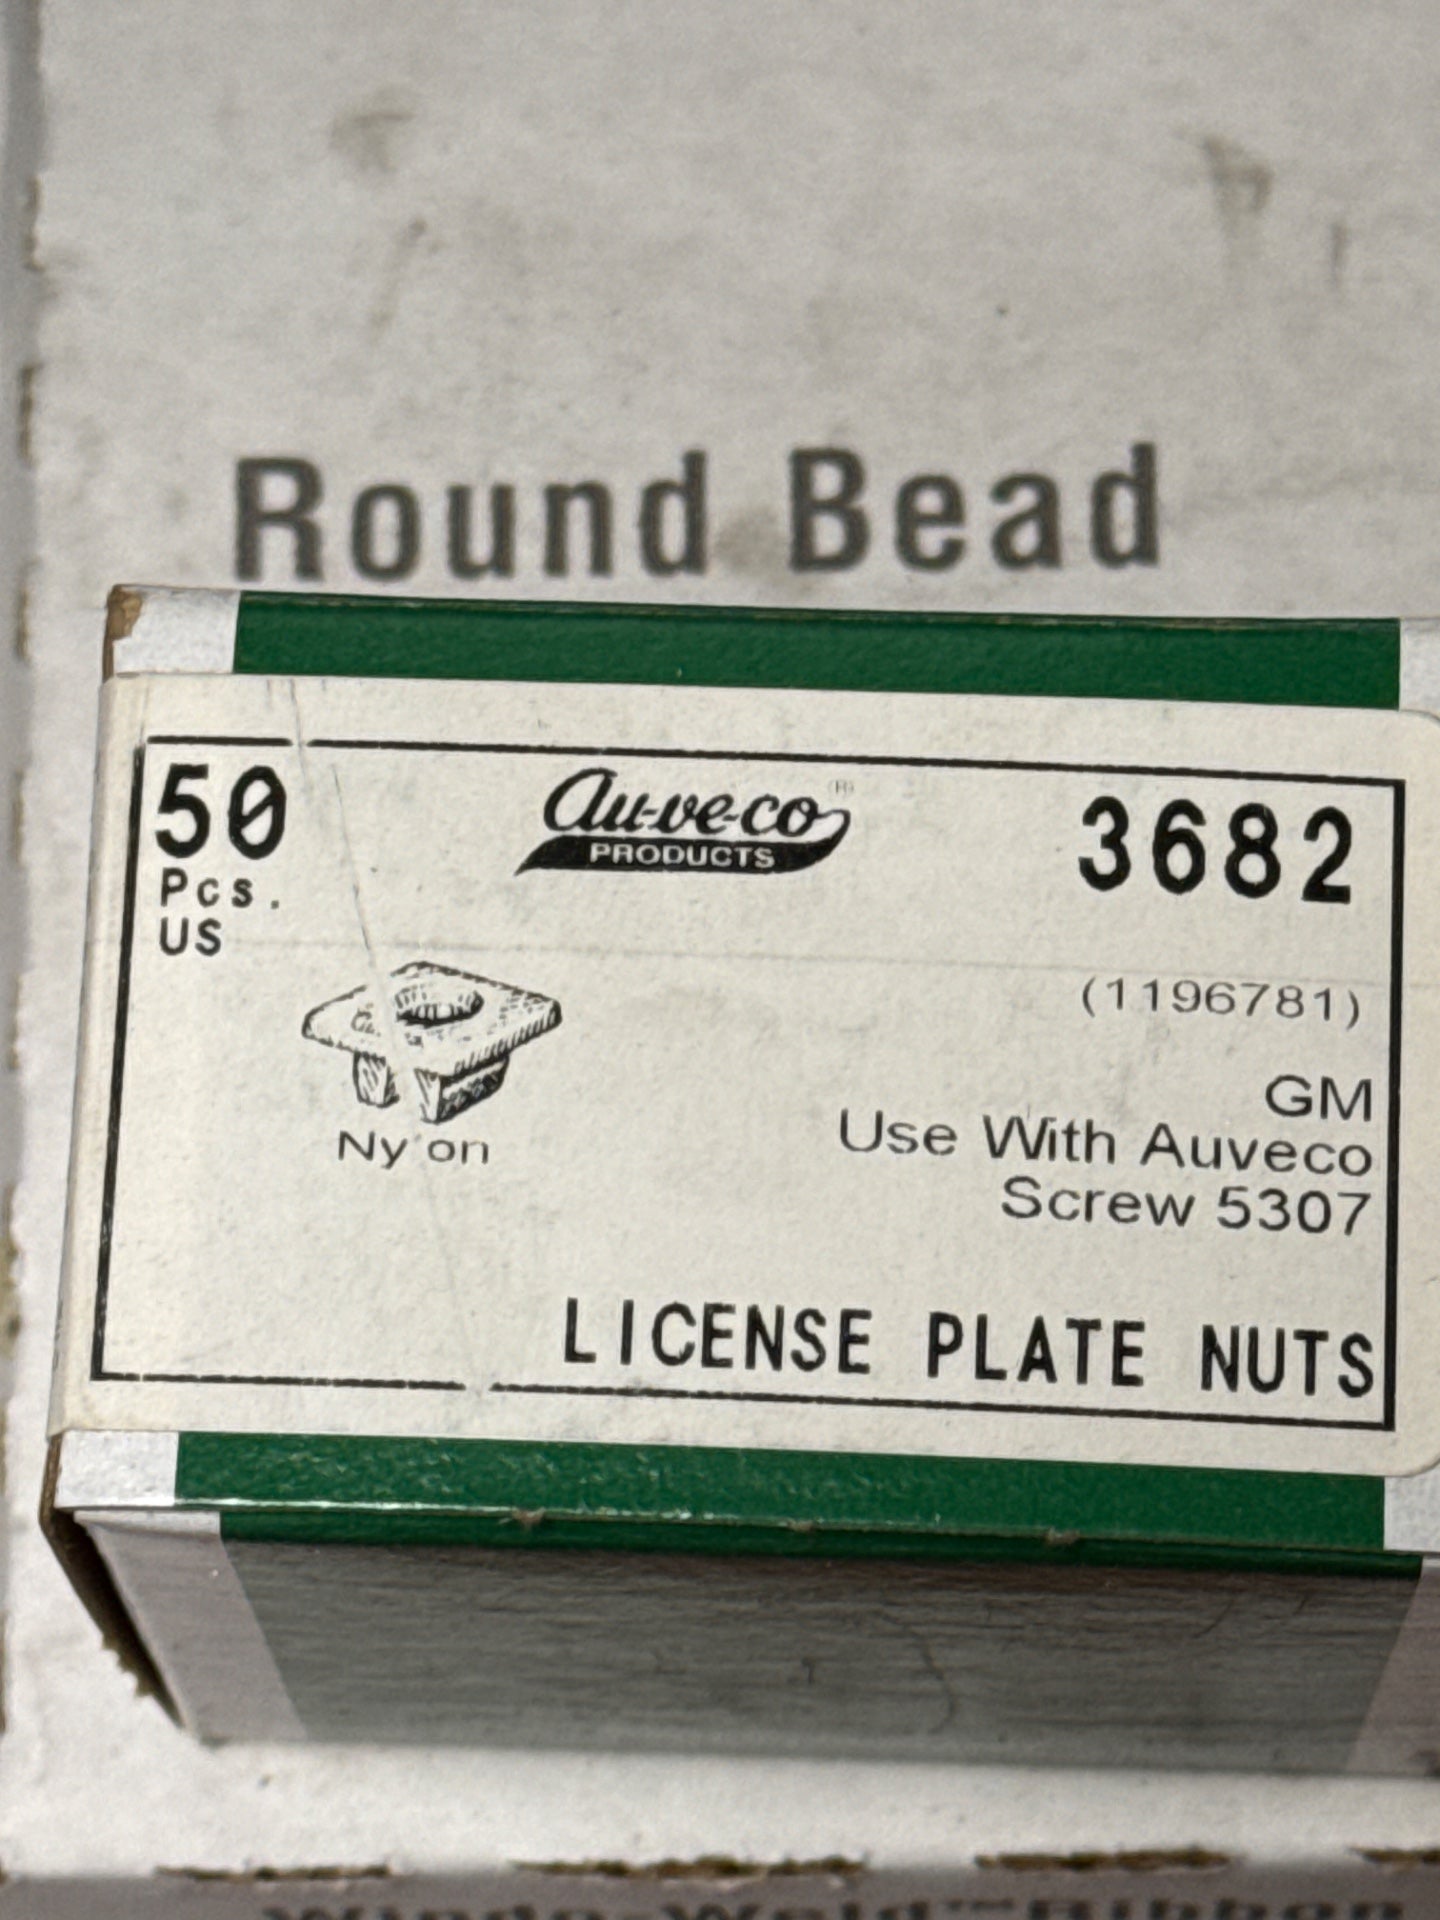 Round Bead
50
Pcs.
US
Au-ve-co®
PRODUCTS
3682
(1196781)
GM
Use With Auveco
Screw 5307
Ny on
LICENSE PLATE NUTS